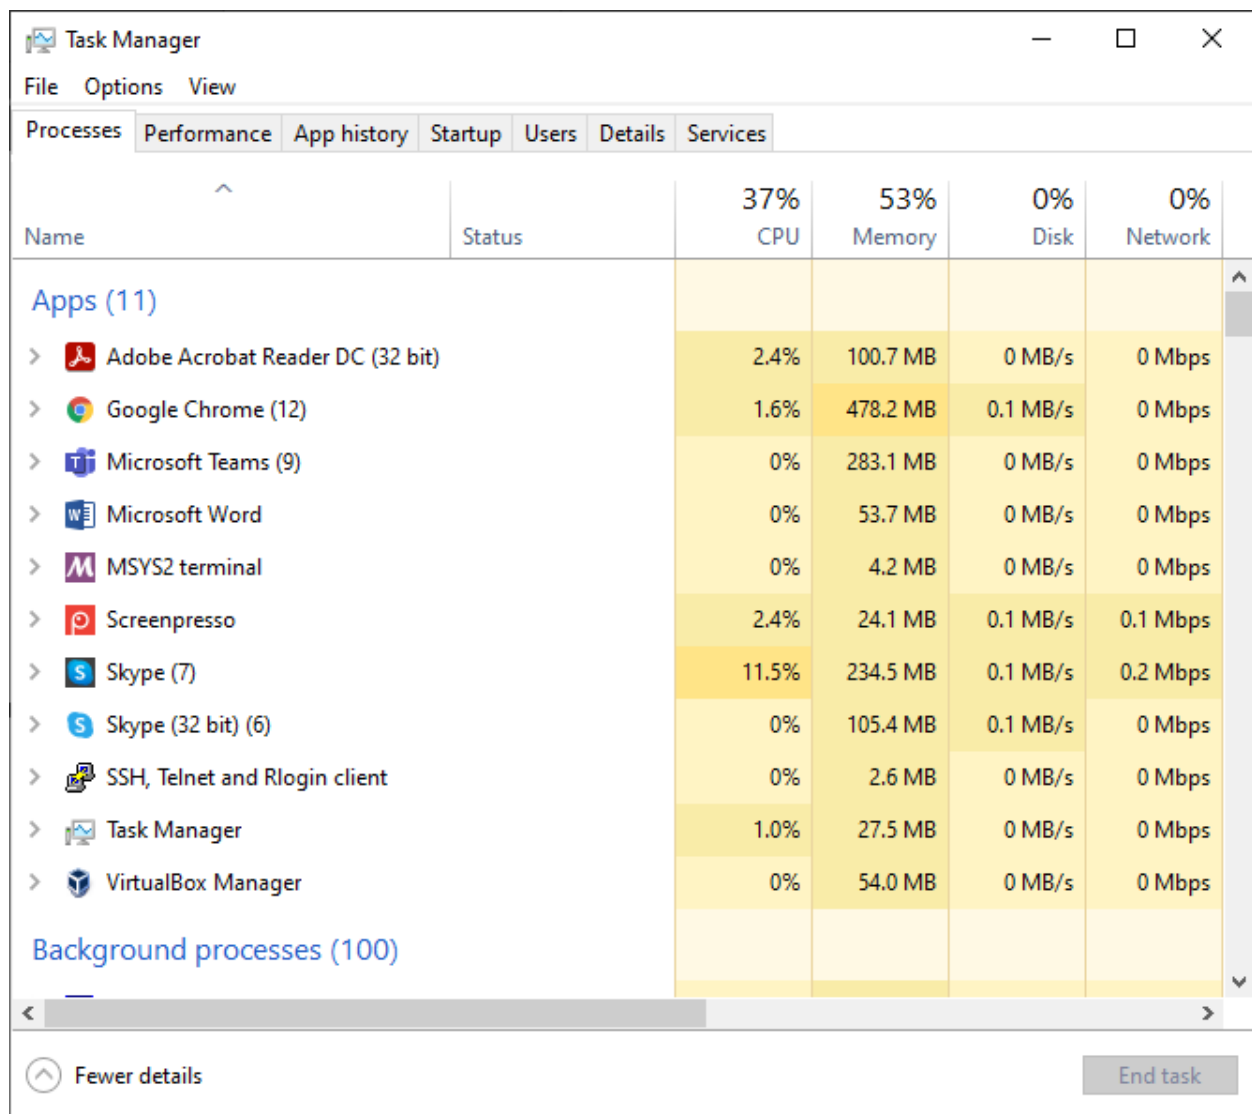 Task Manager
File Options View
Processes Performance App history Startup Users Details Services
37% 53% 0% 0%
Name Status CPU Memory Disk Network
Apps (11)
Adobe Acrobat Reader DC (32 bit) 2.4% 100.7 MB 0 MB/s 0 Mbps
Google Chrome (12) 1.6% 478.2 MB 0.1 MB/s 0 Mbps
Microsoft Teams (9) 0% 283.1 MB 0 MB/s 0 Mbps
Microsoft Word 0% 53.7 MB 0 MB/s 0 Mbps
MSYS2 terminal 0% 4.2 MB 0 MB/s 0 Mbps
Screenpresso 2.4% 24.1 MB 0.1 MB/s 0.1 Mbps
Skype (7) 11.5% 234.5 MB 0.1 MB/s 0.2 Mbps
Skype (32 bit) (6) 0% 105.4 MB 0.1 MB/s 0 Mbps
SSH, Telnet and Rlogin client 0% 2.6 MB 0 MB/s 0 Mbps
Task Manager 1.0% 27.5 MB 0 MB/s 0 Mbps
VirtualBox Manager 0% 54.0 MB 0 MB/s 0 Mbps
Background processes (100)
Fewer details End task